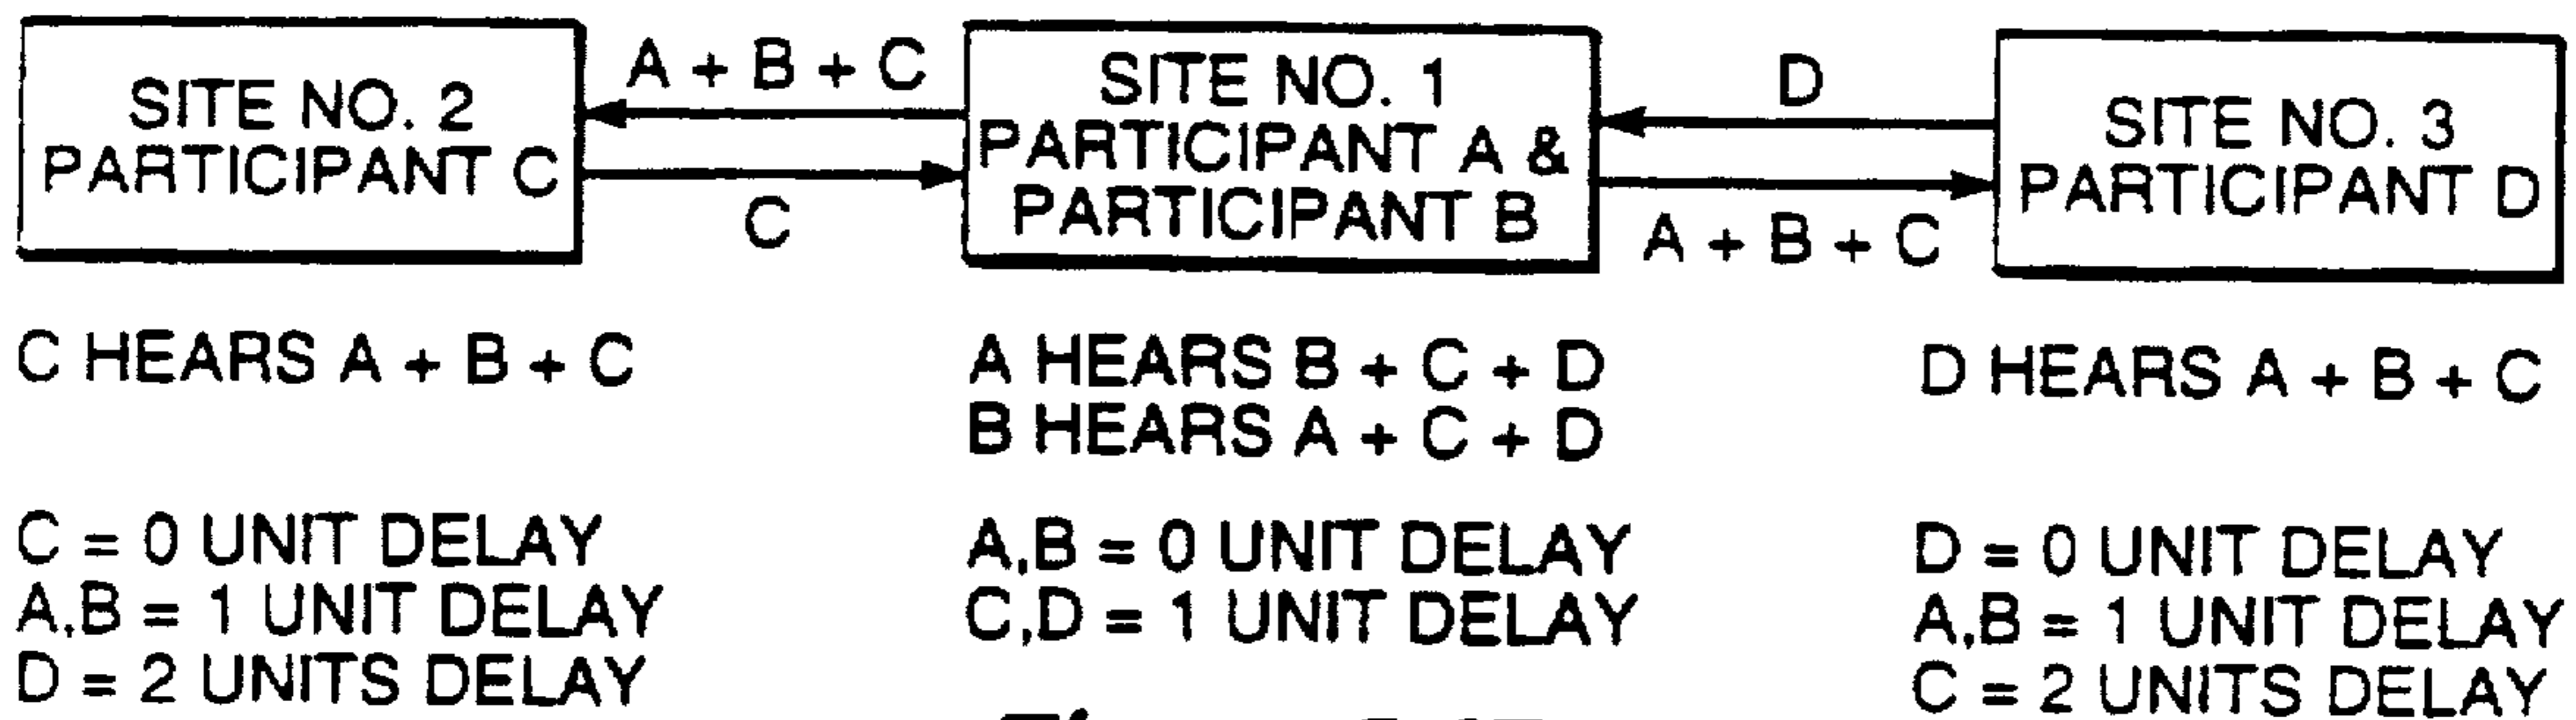 SITE NO. 2
PARTICIPANT C
A + B + C
C
SITE NO. 1
PARTICIPANT A &
PARTICIPANT B
D
A + B + C
SITE NO. 3
PARTICIPANT D
C HEARS A + B + C
A HEARS B + C + D
B HEARS A + C + D
D HEARS A + B + C
C = 0 UNIT DELAY
A,B = 1 UNIT DELAY
D = 2 UNITS DELAY
A,B = 0 UNIT DELAY
C,D = 1 UNIT DELAY
D = 0 UNIT DELAY
A,B = 1 UNIT DELAY
C = 2 UNITS DELAY